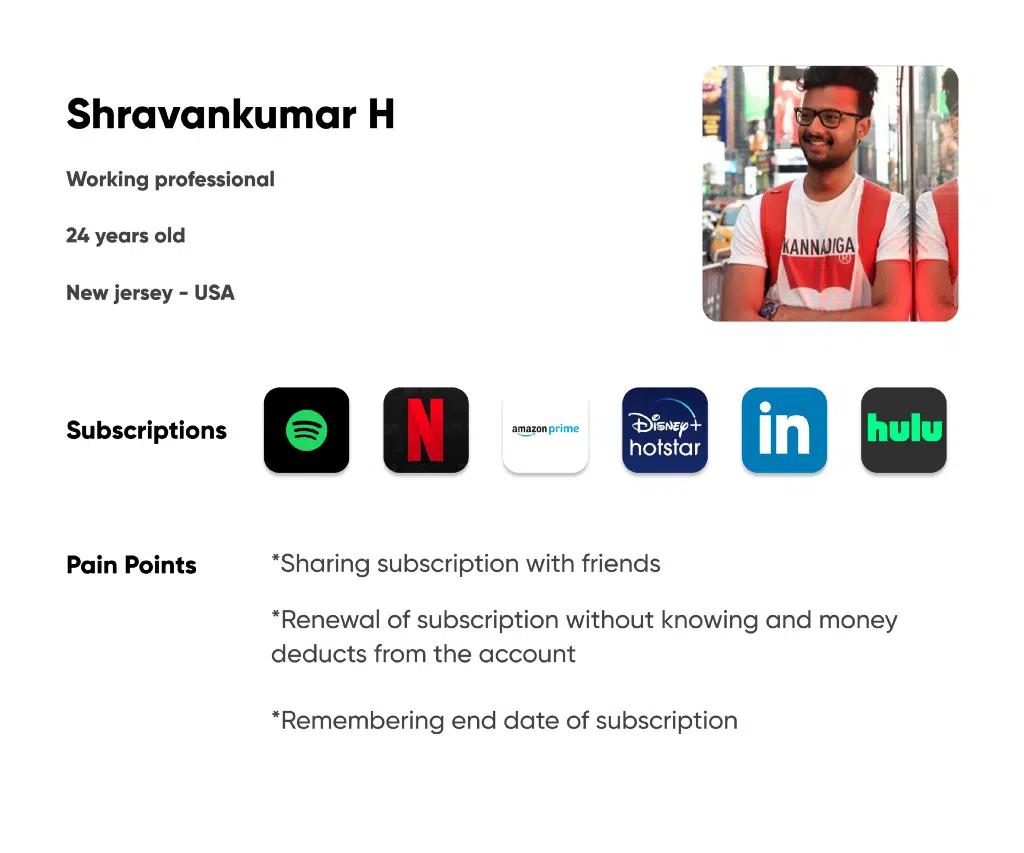 Shravankumar H
Working professional
24 years old
New jersey - USA
KANNADIGA
®
Subscriptions
N
amazon prime
Disney+
hotstar
in
hulu
Pain Points
*Sharing subscription with friends
*Renewal of subscription without knowing and money
deducts from the account
*Remembering end date of subscription